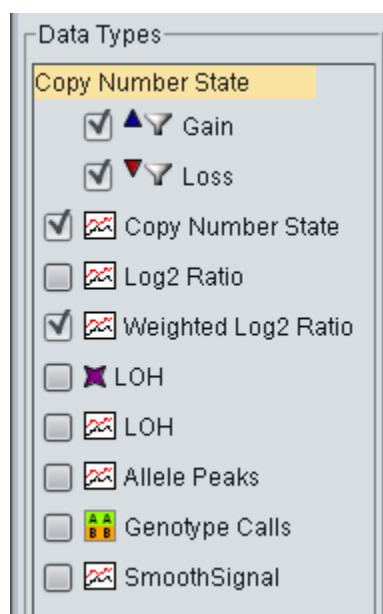 Data Types
Copy Number State
Gain
Loss
Copy Number State
Log2 Ratio
Weighted Log2 Ratio
LOH
LOH
Allele Peaks
A A
B B
Genotype Calls
SmoothSignal